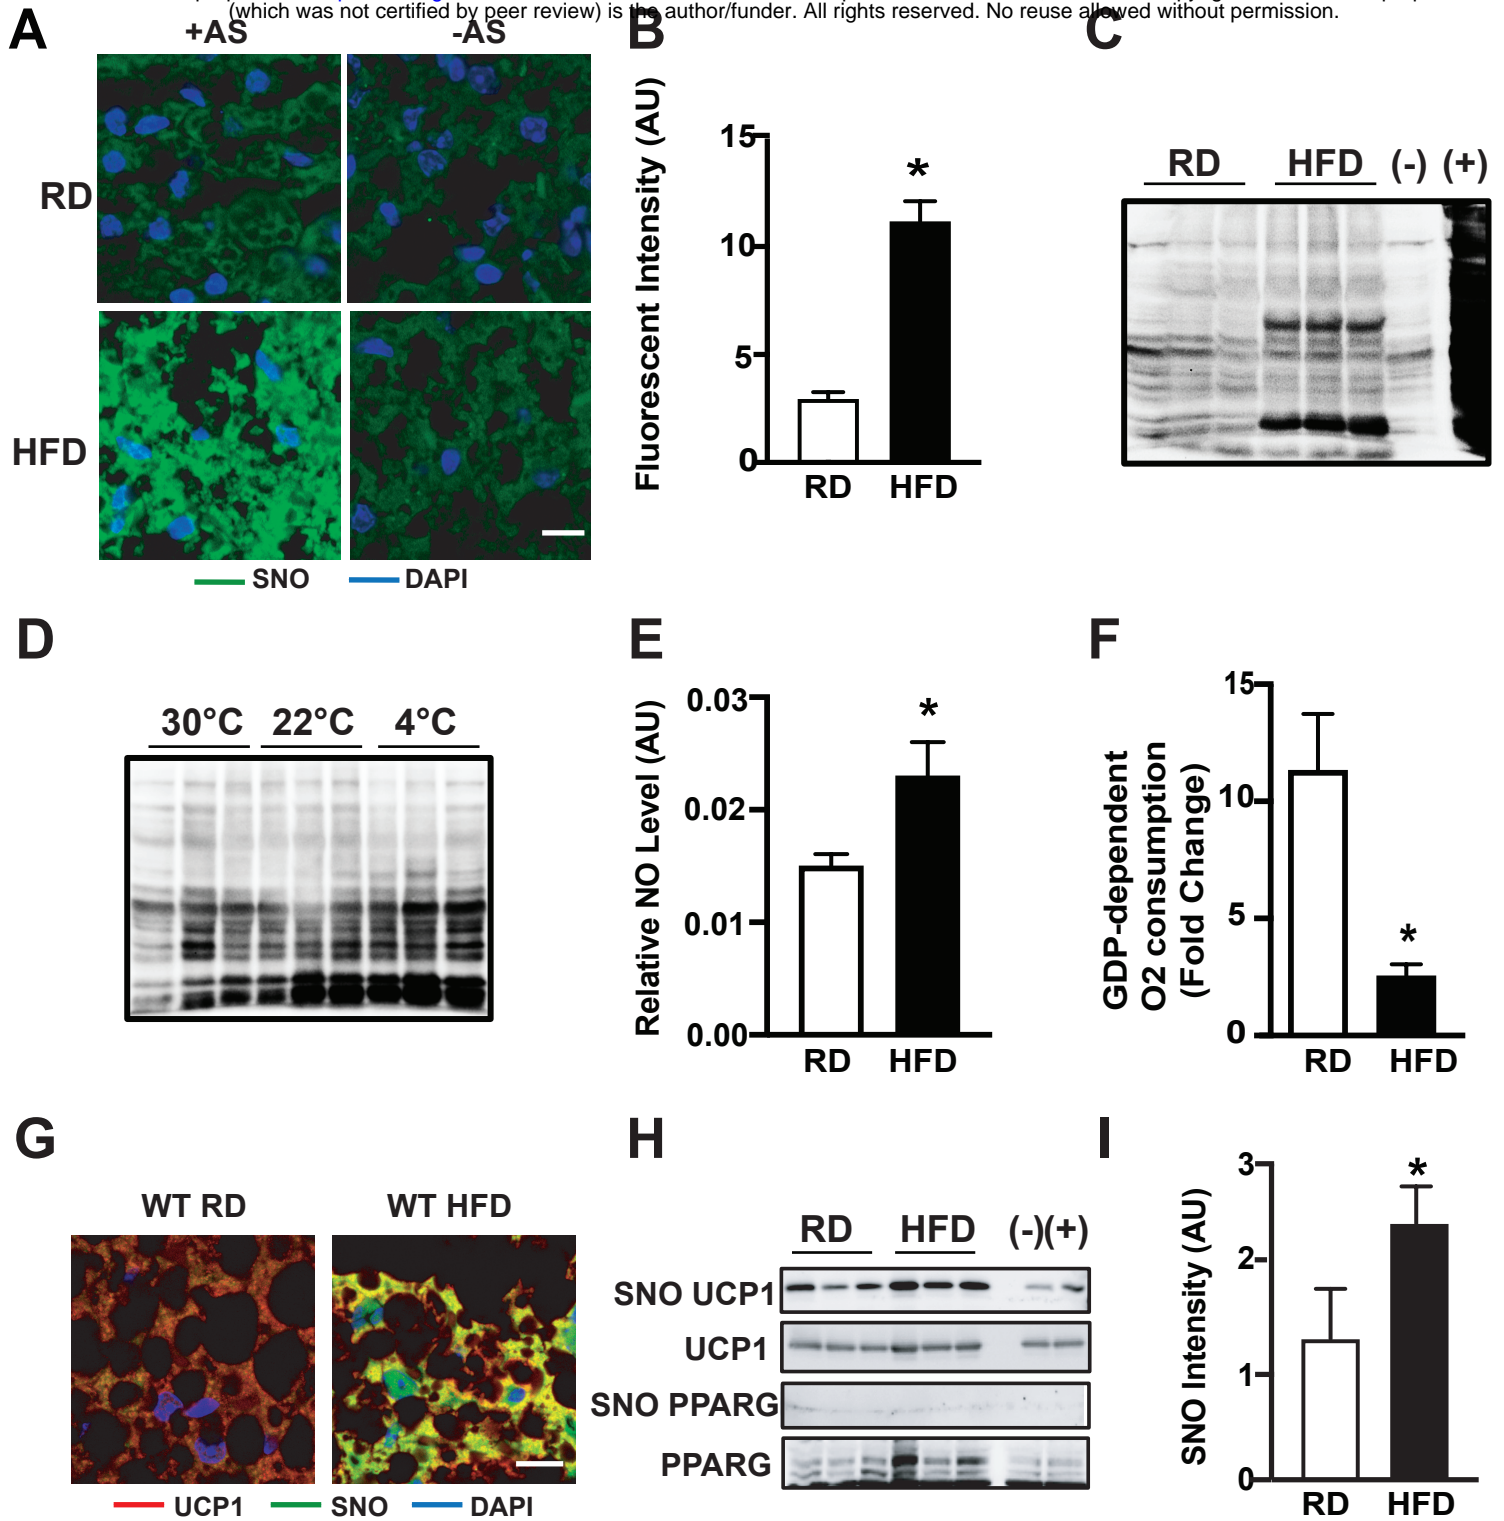 (which was not certified by peer review) is the author/funder. All rights reserved. No reuse allowed without permission.
A
+AS
-AS
RD
HFD
SNO
DAPI
B
Fluorescent Intensity (AU)
15
10
5
0
*
RD
HFD
C
RD HFD (-) (+)
D
30°C 22°C 4°C
E
Relative NO Level (AU)
0.03
0.02
0.01
0.00
*
RD
HFD
F
GDP-dependent
O2 consumption
(Fold Change)
15
10
5
0
*
RD
HFD
G
WT RD
WT HFD
UCP1
SNO
DAPI
H
RD HFD (-)(+)
SNO UCP1
UCP1
SNO PPARG
PPARG
I
SNO Intensity (AU)
3
2
1
0
*
RD
HFD